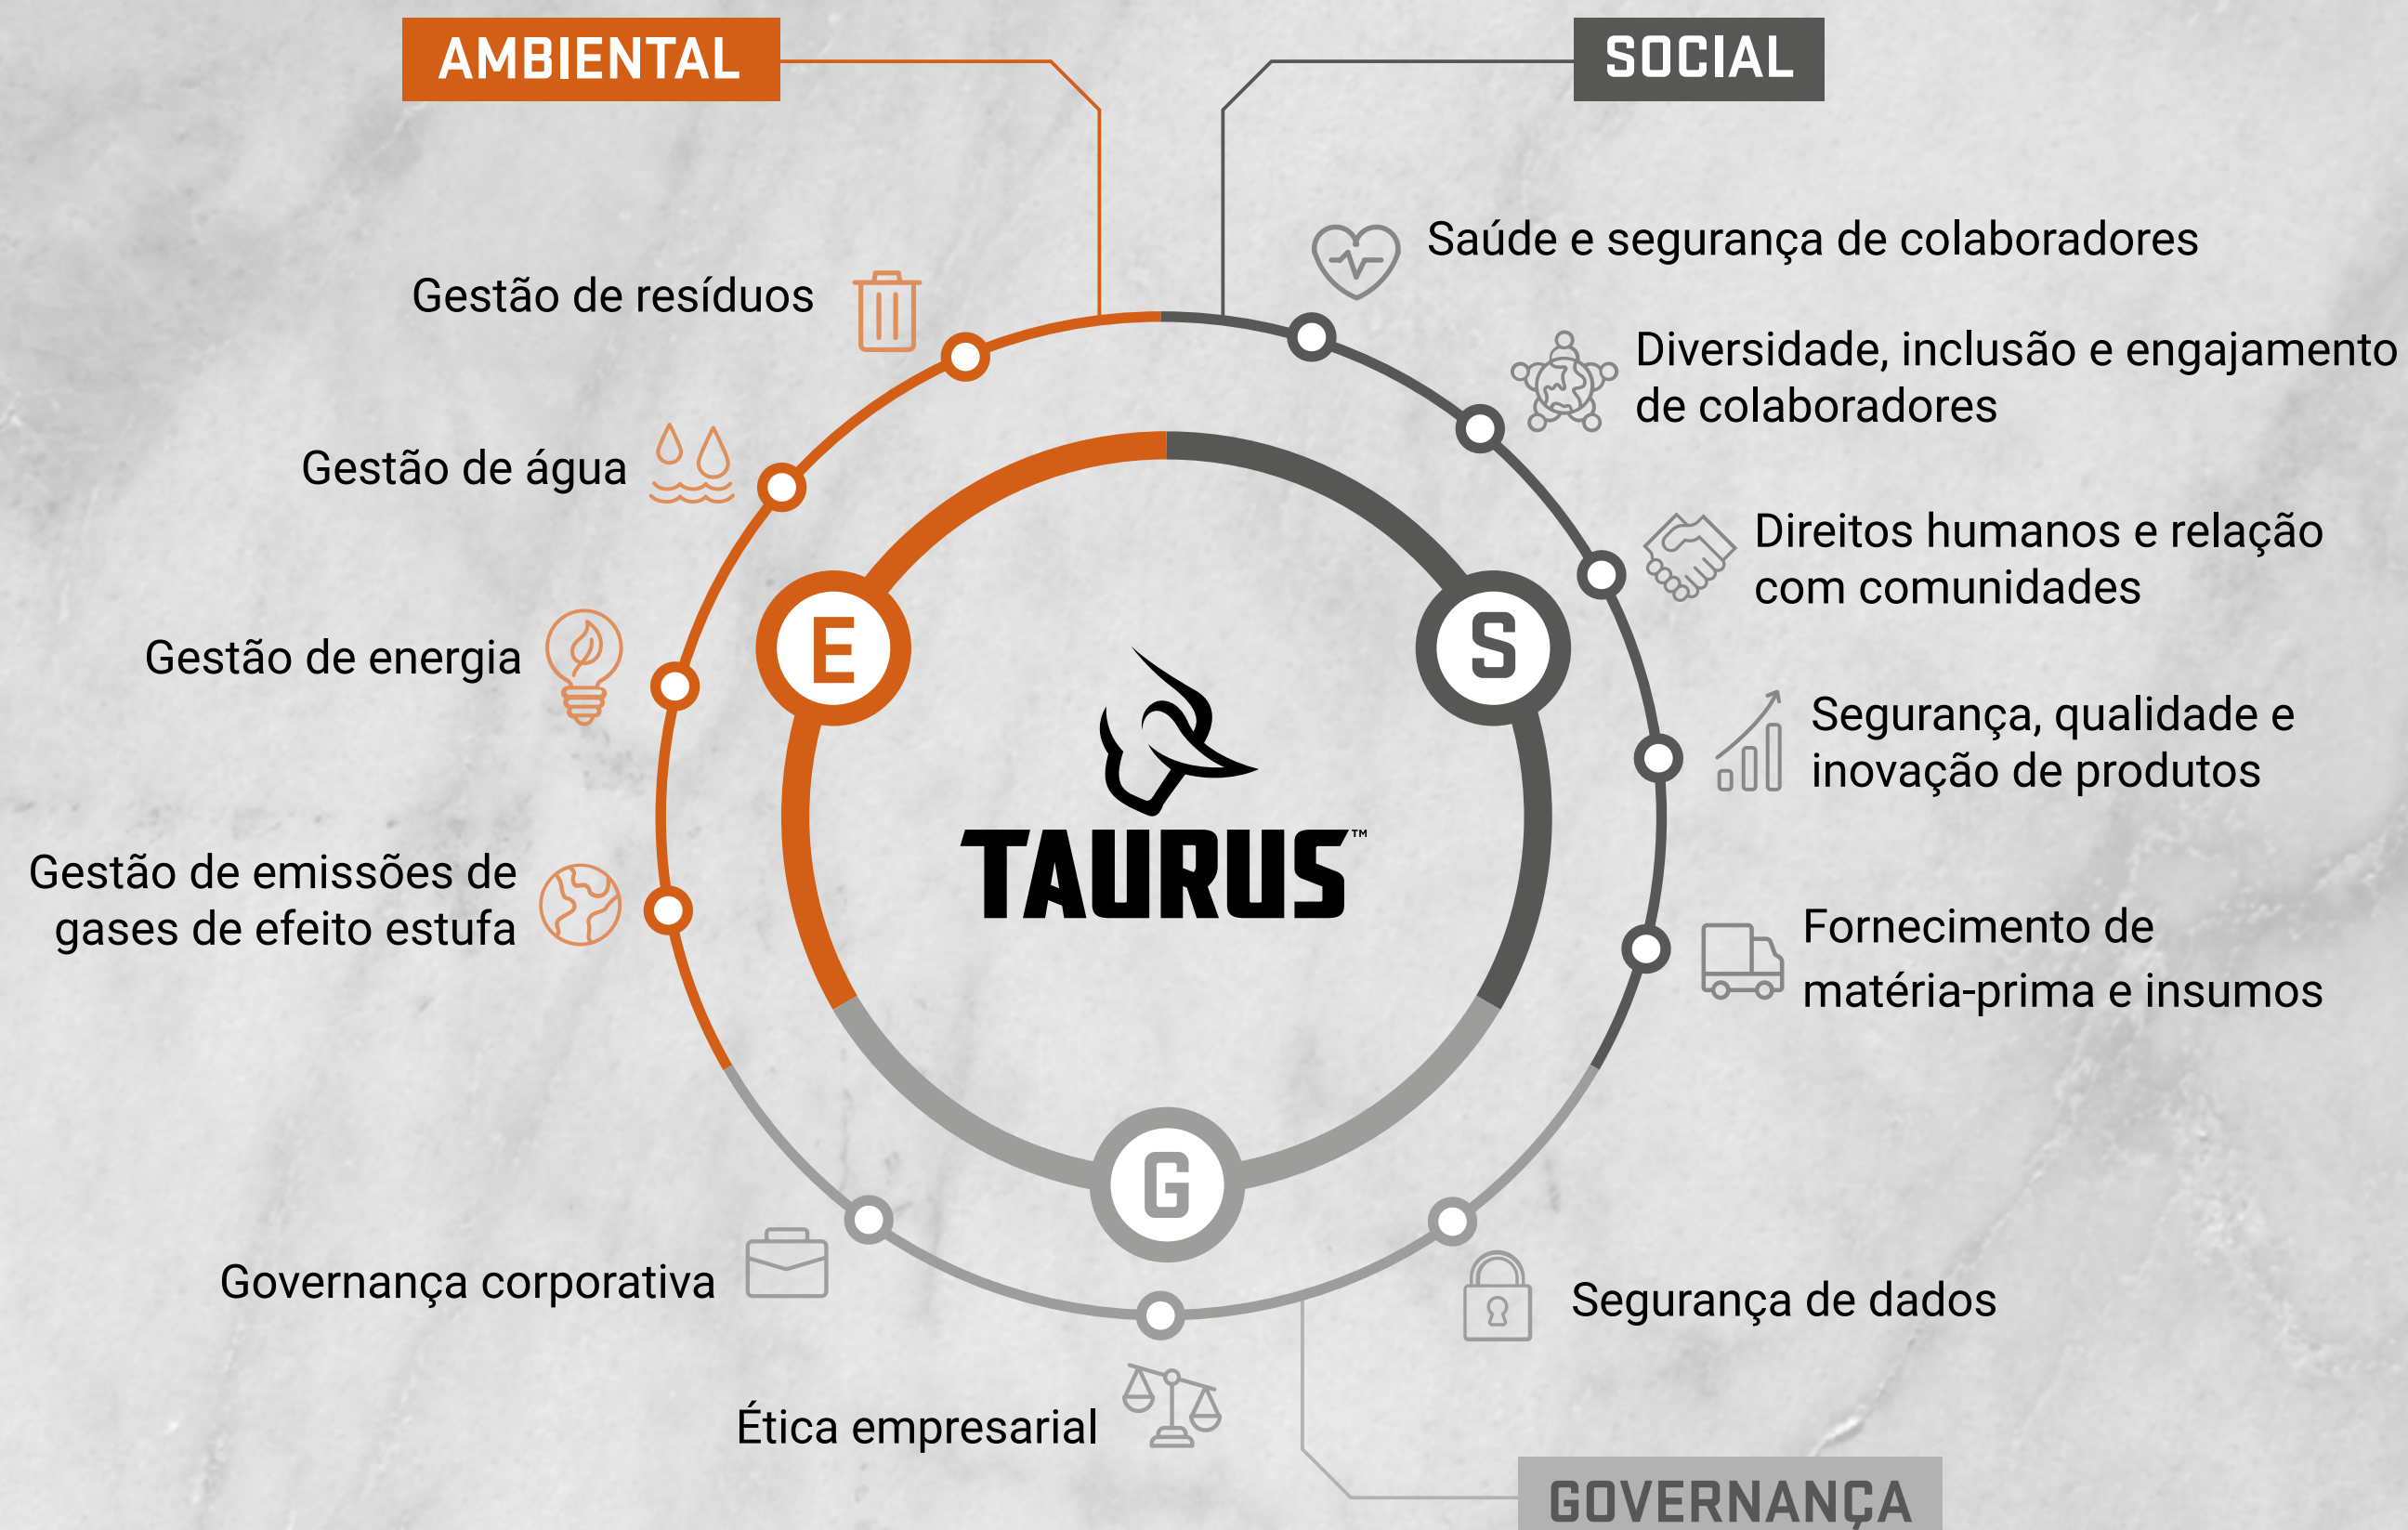 AMBIENTAL
SOCIAL
Saúde e segurança de colaboradores
Gestão de resíduos
Diversidade, inclusão e engajamento
de colaboradores
Gestão de água
Direitos humanos e relação
com comunidades
E
S
Gestão de energia
Segurança, qualidade e
inovação de produtos
TAURUS™
Gestão de emissões de
gases de efeito estufa
Fornecimento de
matéria-prima e insumos
G
Governança corporativa
Segurança de dados
Ética empresarial
GOVERNANÇA